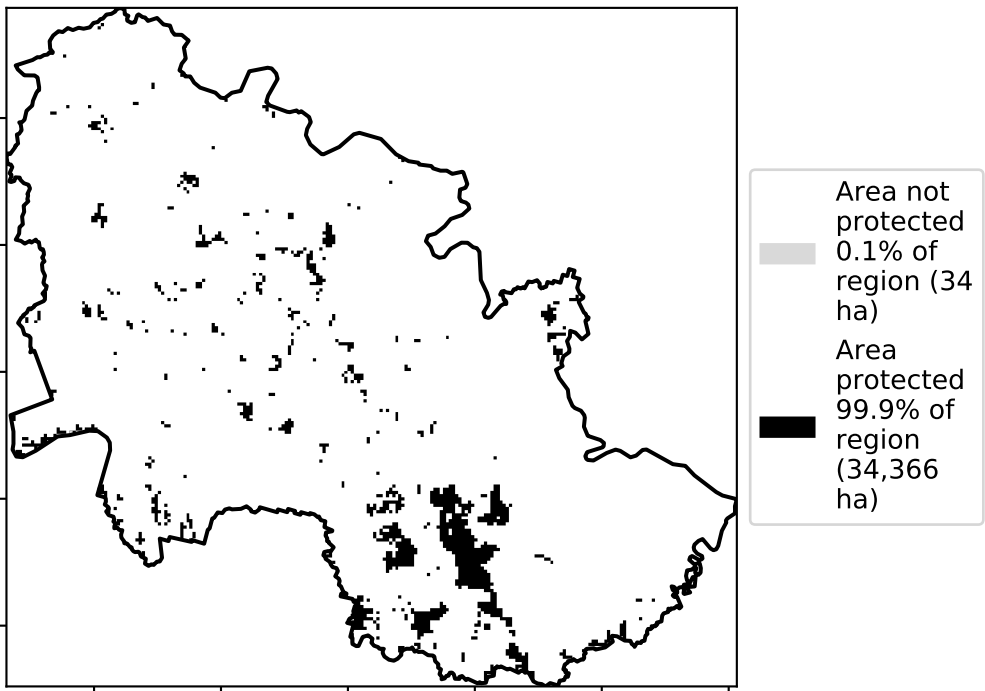 Area not
protected
0.1% of
region (34
ha)
Area
protected
99.9% of
region
(34,366
ha)